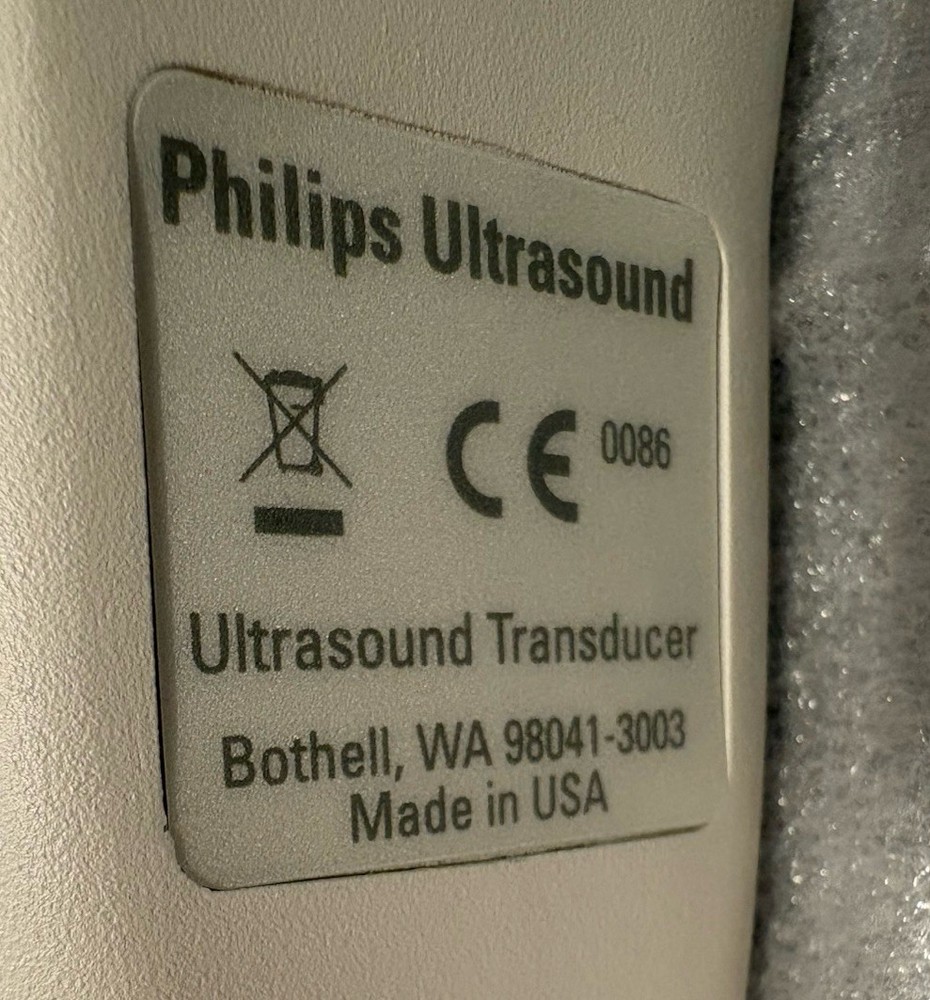 Philips Ultrasound
CE 0086
Ultrasound Transducer
Bothell, WA 98041-3003
Made in USA